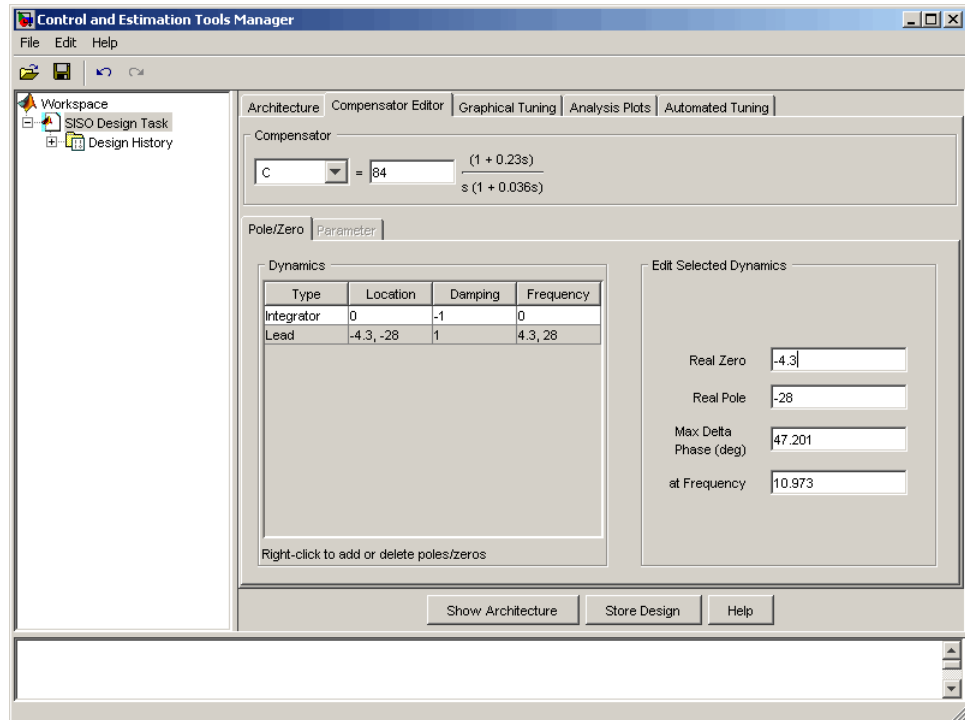 Control and Estimation Tools Manager
File Edit Help
Workspace
SISO Design Task
Design History
Architecture Compensator Editor Graphical Tuning Analysis Plots Automated Tuning
Compensator
C = 84 (1 + 0.23s)
s (1 + 0.036s)
Pole/Zero Parameter
Dynamics
Type Location Damping Frequency
Integrator 0 -1 0
Lead -4.3, -28 1 4.3, 28
Right-click to add or delete poles/zeros
Edit Selected Dynamics
Real Zero -4.3
Real Pole -28
Max Delta
Phase (deg) 47.201
at Frequency 10.973
Show Architecture Store Design Help